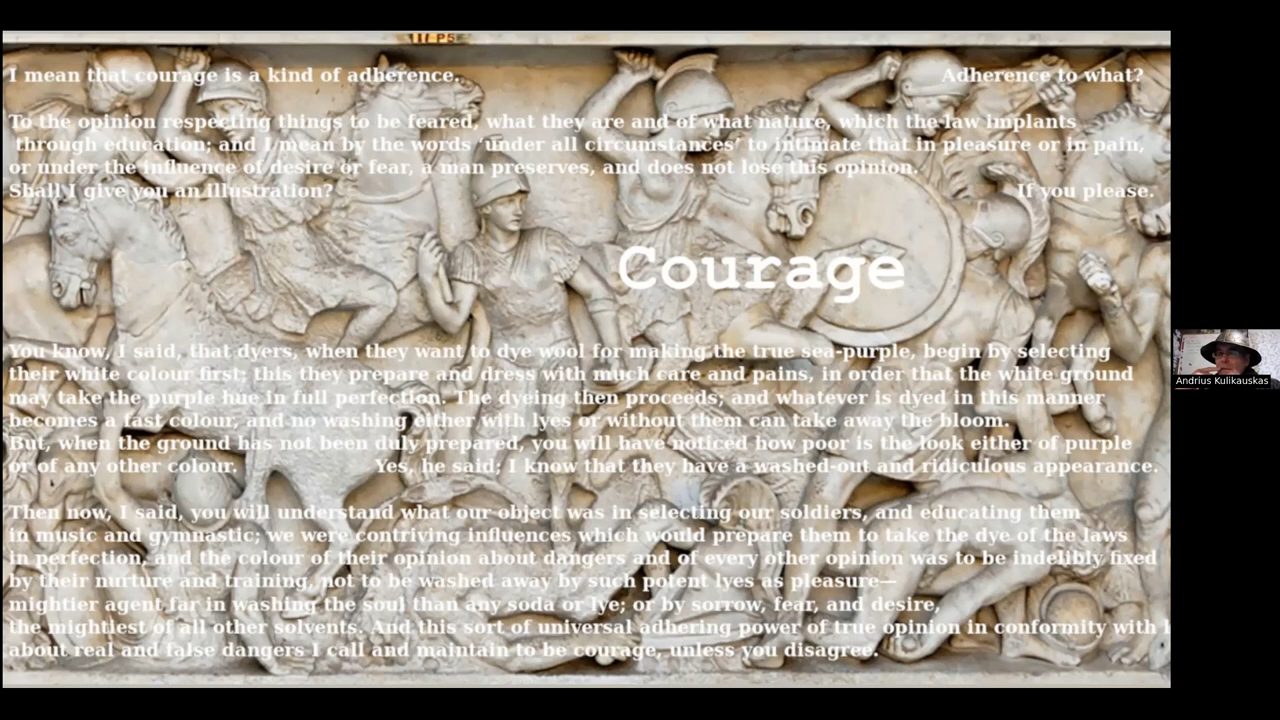 I mean that courage is a kind of adherence. Adherence to what?
To the opinion respecting things to be feared, what they are and of what nature, which the law implants
through education; and I mean by the words ‘under all circumstances’ to intimate that in pleasure or in pain,
or under the influence of desire or fear, a man preserves, and does not lose this opinion.
Shall I give you an illustration? If you please.
Courage
You know, I said, that dyers, when they want to dye wool for making the true sea-purple, begin by selecting
their white colour first; this they prepare and dress with much care and pains, in order that the white ground
may take the purple hue in full perfection. The dyeing then proceeds; and whatever is dyed in this manner
becomes a fast colour, and no washing either with lyes or without them can take away the bloom.
But, when the ground has not been duly prepared, you will have noticed how poor is the look either of purple
or of any other colour. Yes, he said; I know that they have a washed-out and ridiculous appearance.
Then now, I said, you will understand what our object was in selecting our soldiers, and educating them
in music and gymnastic; we were contriving influences which would prepare them to take the dye of the laws
in perfection, and the colour of their opinion about dangers and of every other opinion was to be indelibly fixed
by their nurture and training, not to be washed away by such potent lyes as pleasure—
mightier agent far in washing the soul than any soda or lye; or by sorrow, fear, and desire,
the mightiest of all other solvents. And this sort of universal adhering power of true opinion in conformity with
about real and false dangers I call and maintain to be courage, unless you disagree.
Andrius Kulikauskas